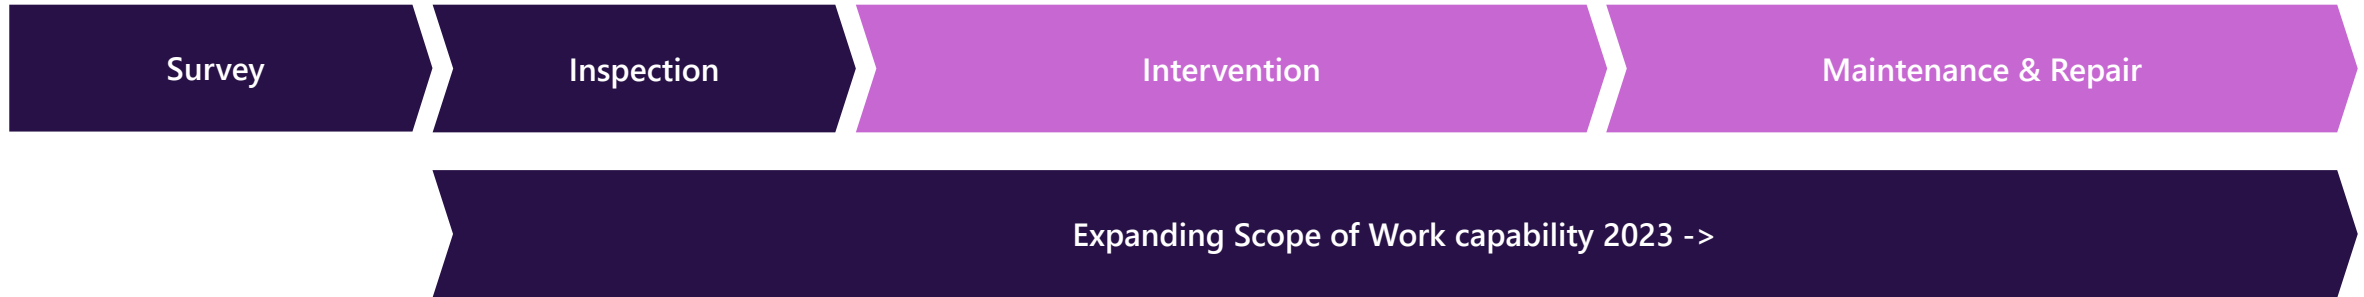 Survey
Inspection
Intervention
Maintenance & Repair
Expanding Scope of Work capability 2023 ->